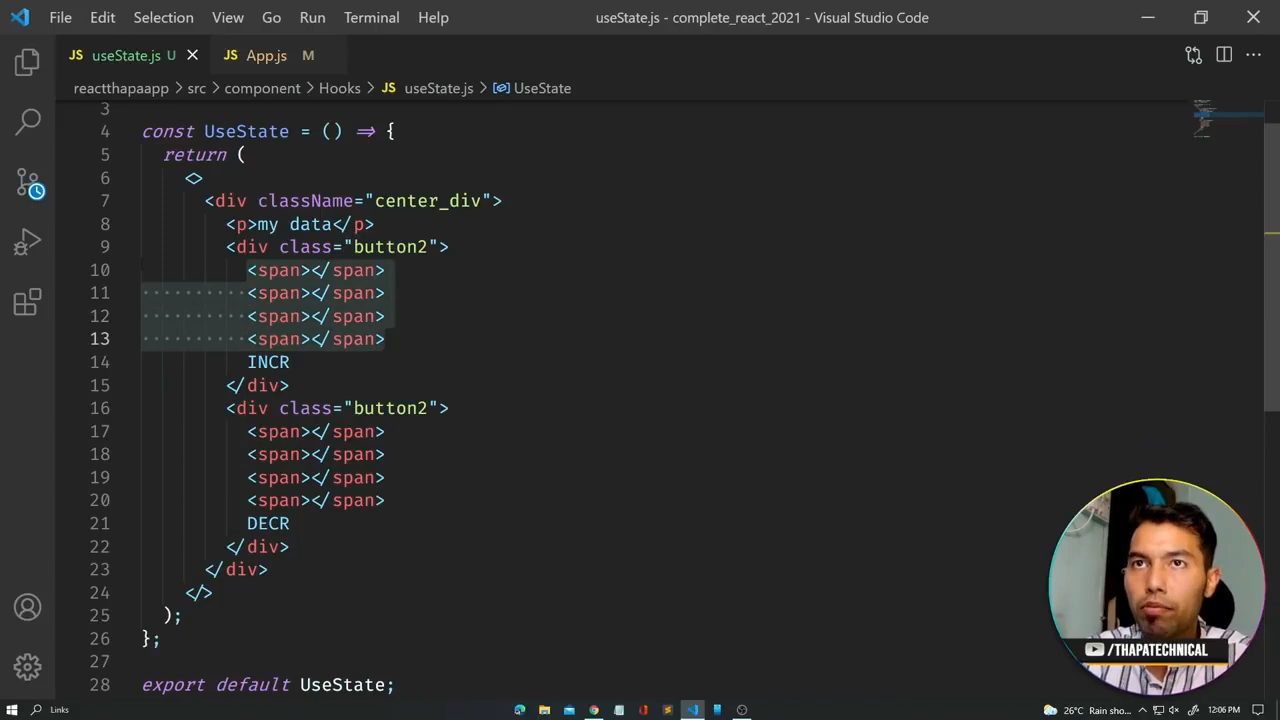 File Edit Selection View Go Run Terminal Help useState.js - complete_react_2021 - Visual Studio Code
JS useState.js U JS App.js M
reactthapaapp > src > component > Hooks > JS useState.js > UseState
3
4 const UseState = () => {
5 return (
6 <>
7 <div className="center_div">
8 <p>my data</p>
9 <div class="button2">
10 <span></span>
11 <span></span>
12 <span></span>
13 <span></span>
14 INCR
15 </div>
16 <div class="button2">
17 <span></span>
18 <span></span>
19 <span></span>
20 <span></span>
21 DECR
22 </div>
23 </div>
24 </>
25 );
26 };
27
28 export default UseState;
/THAPATECHNICAL
Links 26°C Rain sho... 12:06 PM